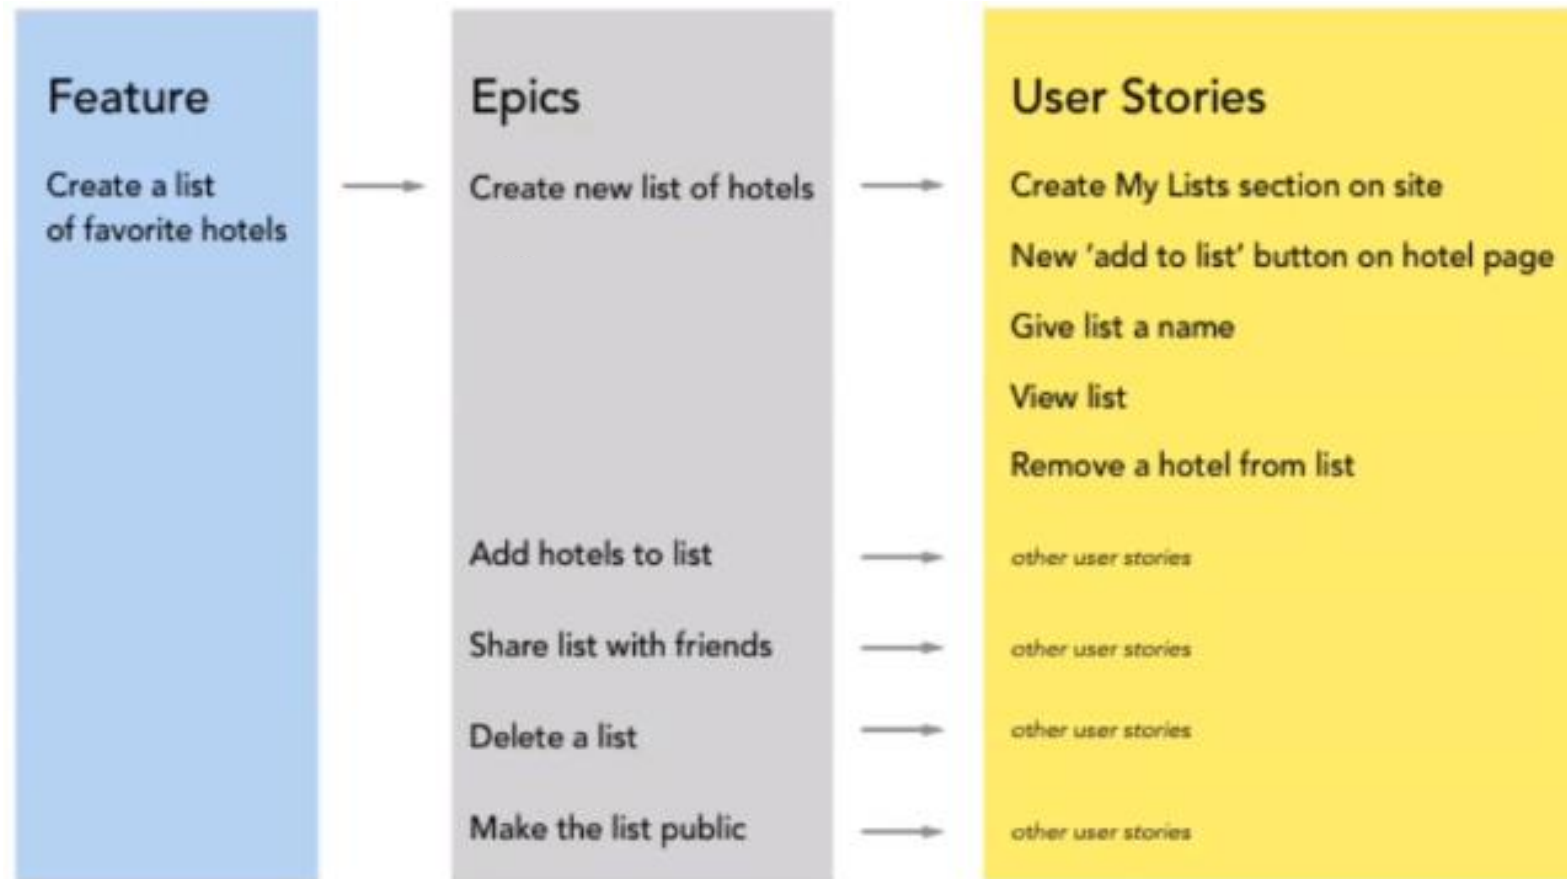 Feature
Create a list
of favorite hotels
Epics
Create new list of hotels
Add hotels to list
Share list with friends
Delete a list
Make the list public
User Stories
Create My Lists section on site
New ‘add to list’ button on hotel page
Give list a name
View list
Remove a hotel from list
other user stories
other user stories
other user stories
other user stories